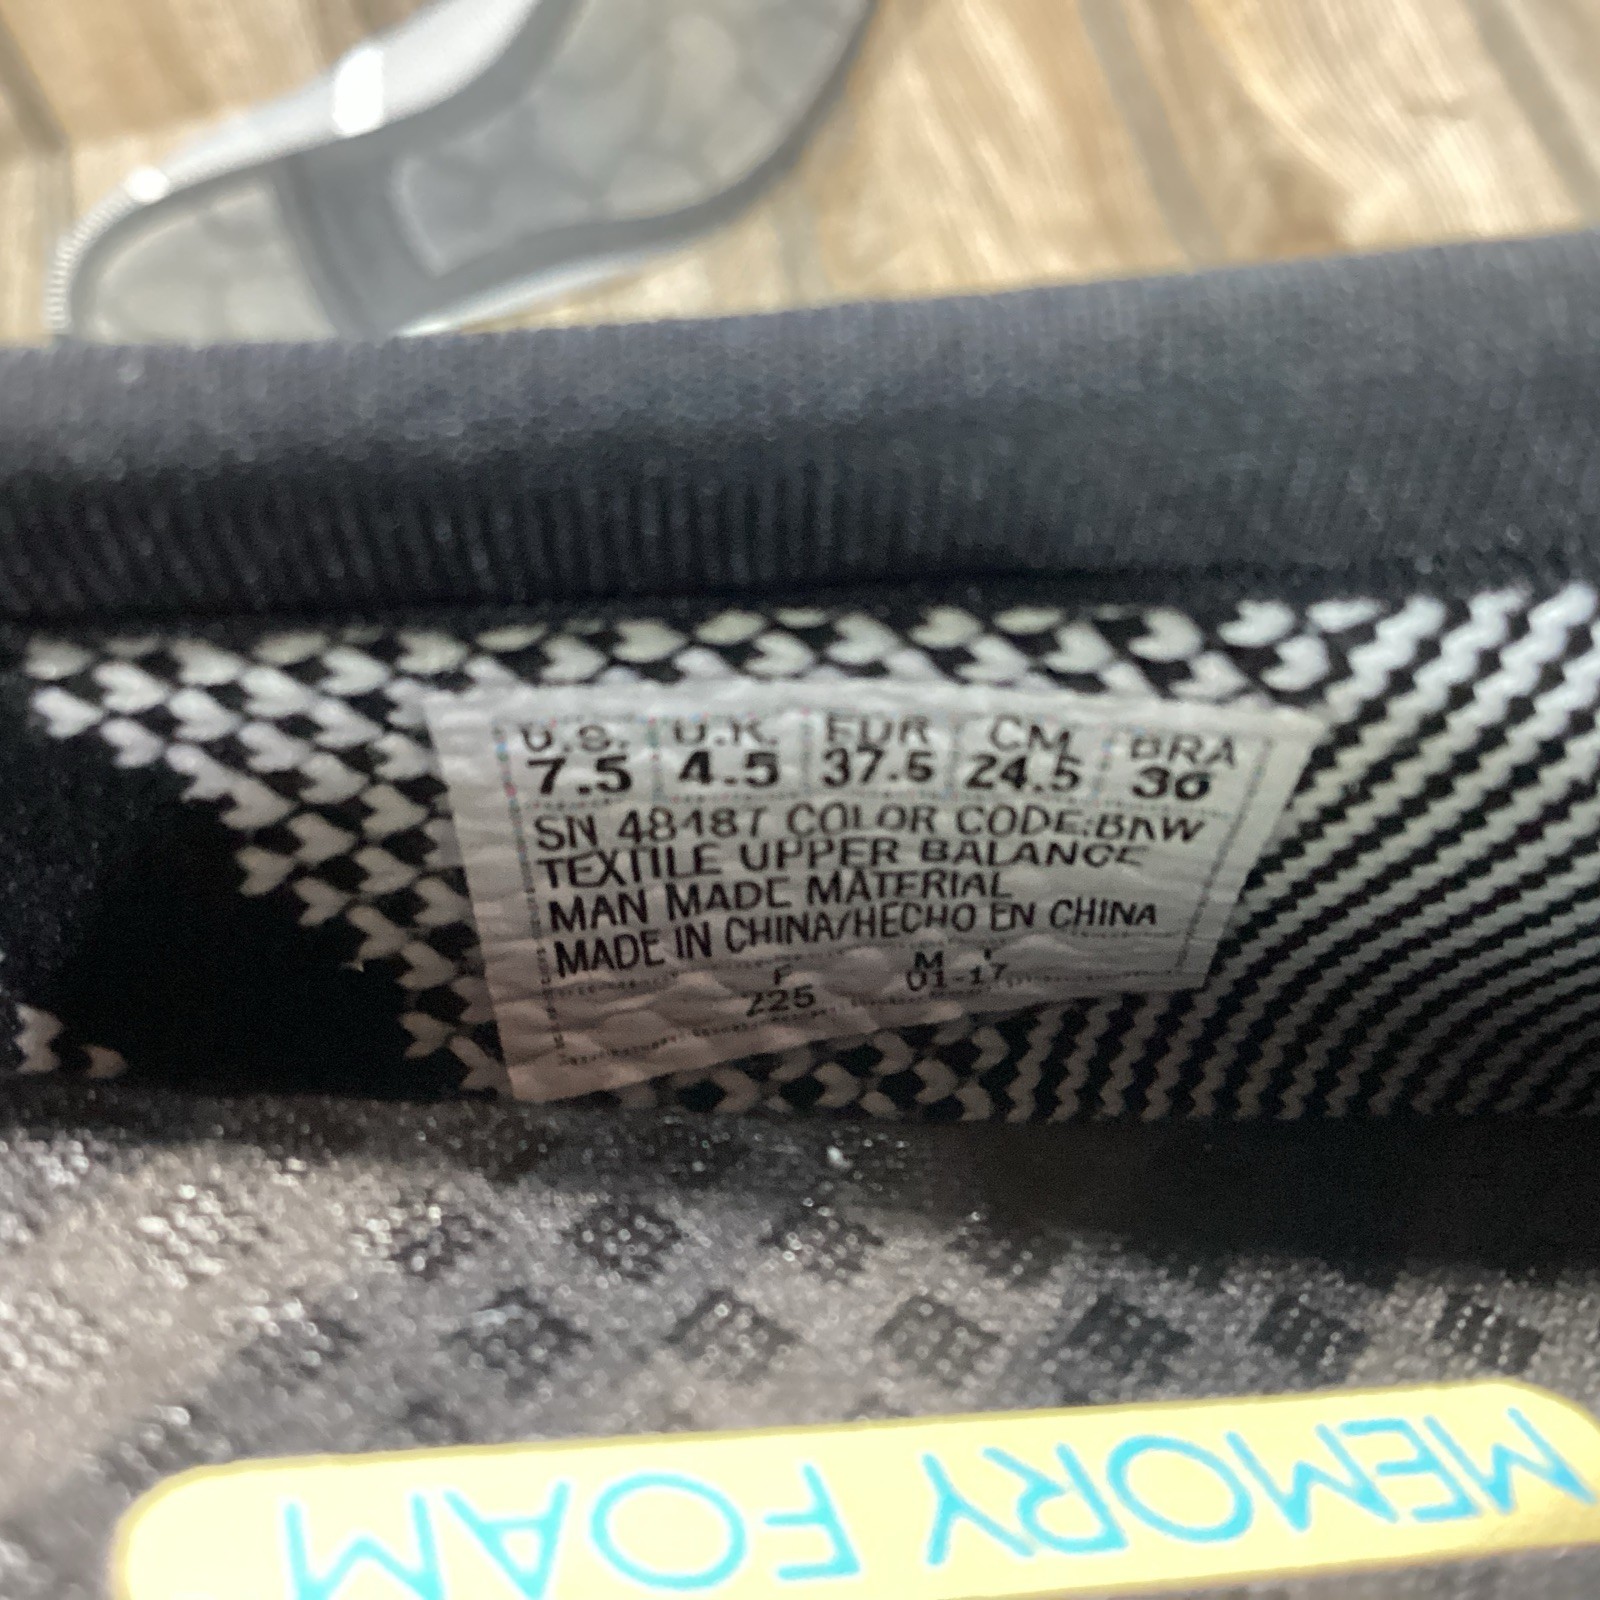 U.S. U.K. EUR CM BRA
7.5 4.5 37.5 24.5 36
SN 48487 COLOR CODE:BKW
TEXTILE UPPER BALANCE
MAN MADE MATERIAL
MADE IN CHINA/HECHO EN CHINA
F M
225 01-17
MEMORY FOAM